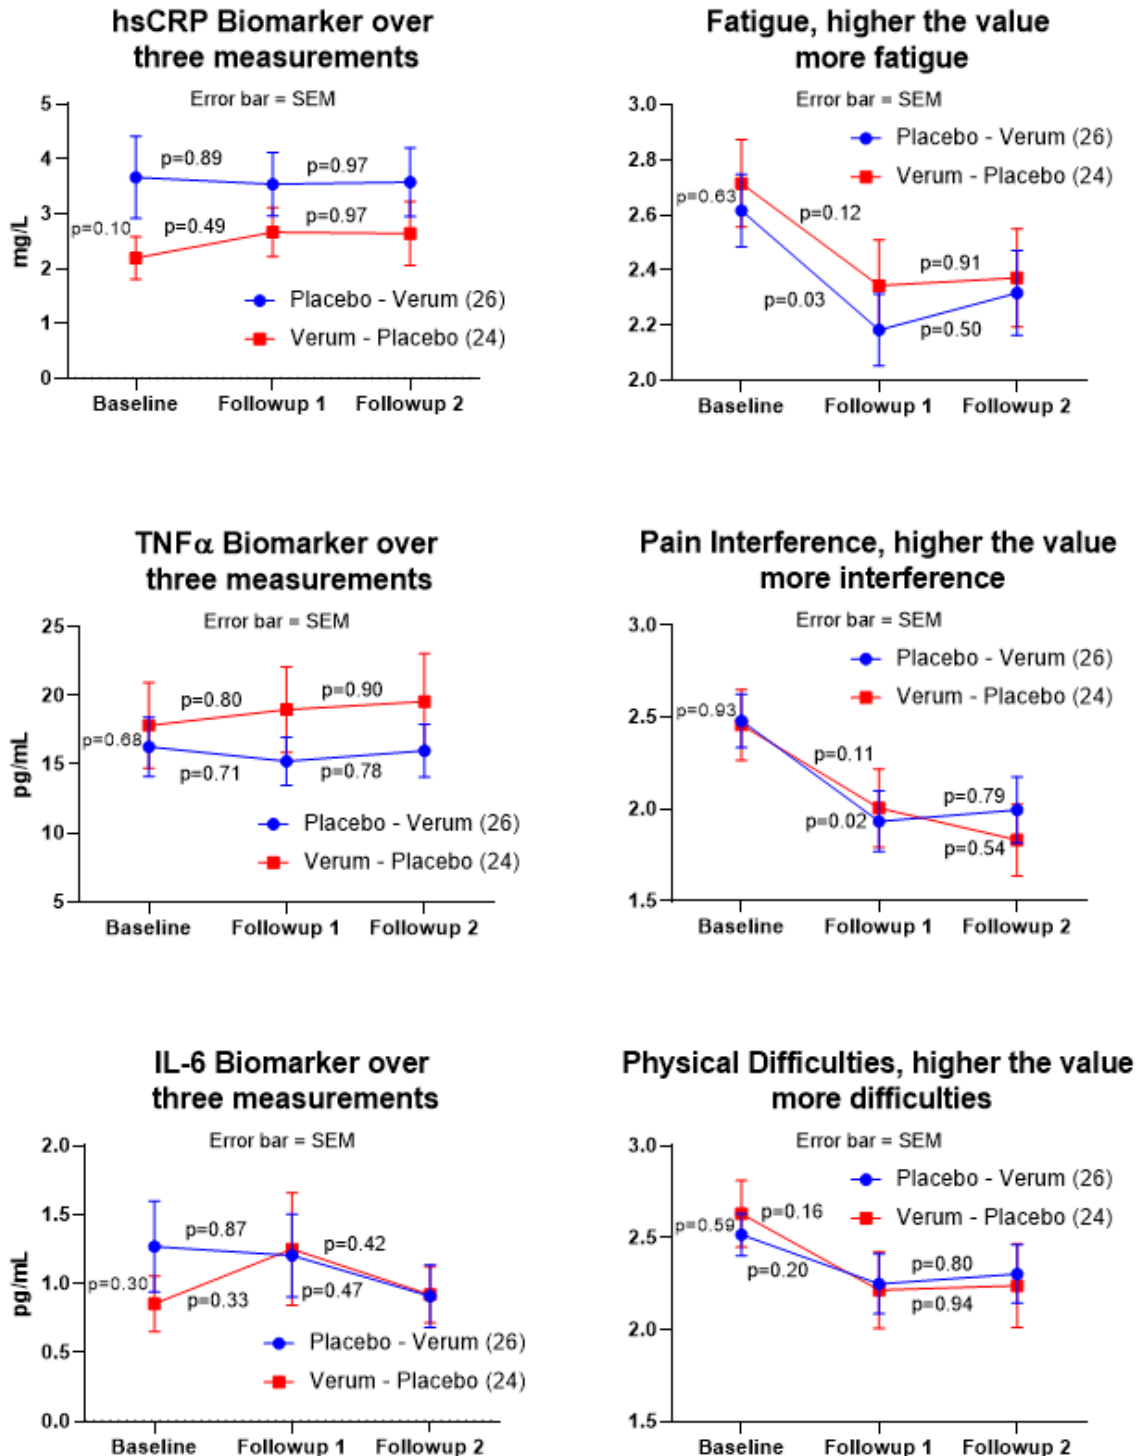 hsCRP Biomarker over
three measurements
Error bar = SEM
5
4
3
2
1
0
mg/L
p=0.89
p=0.97
p=0.10
p=0.49
p=0.97
Placebo - Verum (26)
Verum - Placebo (24)
Baseline
Followup 1
Followup 2
Fatigue, higher the value
more fatigue
Error bar = SEM
3.0
2.8
2.6
2.4
2.2
2.0
Placebo - Verum (26)
Verum - Placebo (24)
p=0.63
p=0.12
p=0.91
p=0.03
p=0.50
Baseline
Followup 1
Followup 2
TNFα Biomarker over
three measurements
Error bar = SEM
25
20
15
10
5
pg/mL
p=0.80
p=0.90
p=0.68
p=0.71
p=0.78
Placebo - Verum (26)
Verum - Placebo (24)
Baseline
Followup 1
Followup 2
Pain Interference, higher the value
more interference
Error bar = SEM
3.0
2.5
2.0
1.5
Placebo - Verum (26)
Verum - Placebo (24)
p=0.93
p=0.11
p=0.79
p=0.02
p=0.54
Baseline
Followup 1
Followup 2
IL-6 Biomarker over
three measurements
Error bar = SEM
2.0
1.5
1.0
0.5
0.0
pg/mL
p=0.87
p=0.42
p=0.30
p=0.33
p=0.47
Placebo - Verum (26)
Verum - Placebo (24)
Baseline
Followup 1
Followup 2
Physical Difficulties, higher the value
more difficulties
Error bar = SEM
3.0
2.5
2.0
1.5
Placebo - Verum (26)
Verum - Placebo (24)
p=0.59
p=0.16
p=0.20
p=0.80
p=0.94
Baseline
Followup 1
Followup 2